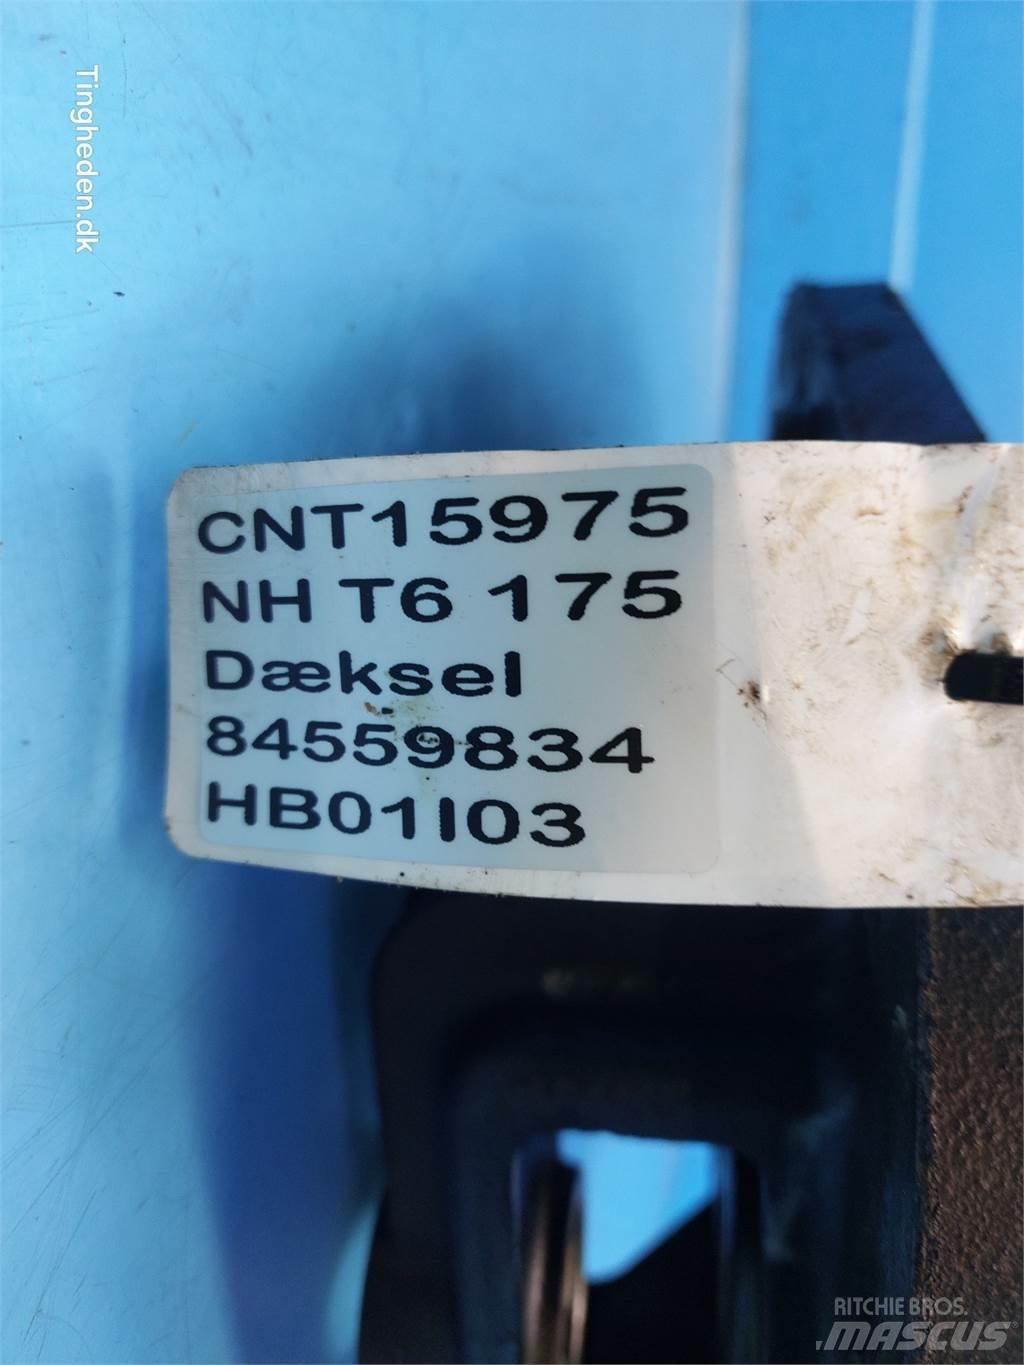 Tingheden.dk
CNT15975
NH T6 175
Dæksel
84559834
HB01I03
RITCHIE BROS.
MASCUS